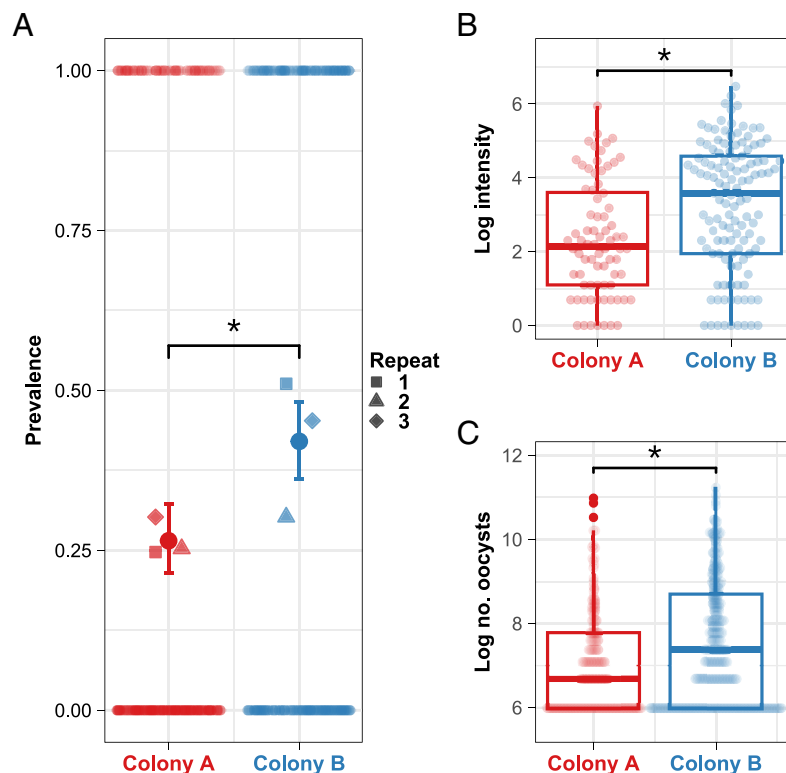 A
Prevalence
1.00
0.75
0.50
0.25
0.00
*
Colony A
Colony B
Repeat
1
2
3
B
Log intensity
6
4
2
0
*
Colony A
Colony B
C
Log no. oocysts
12
10
8
6
*
Colony A
Colony B